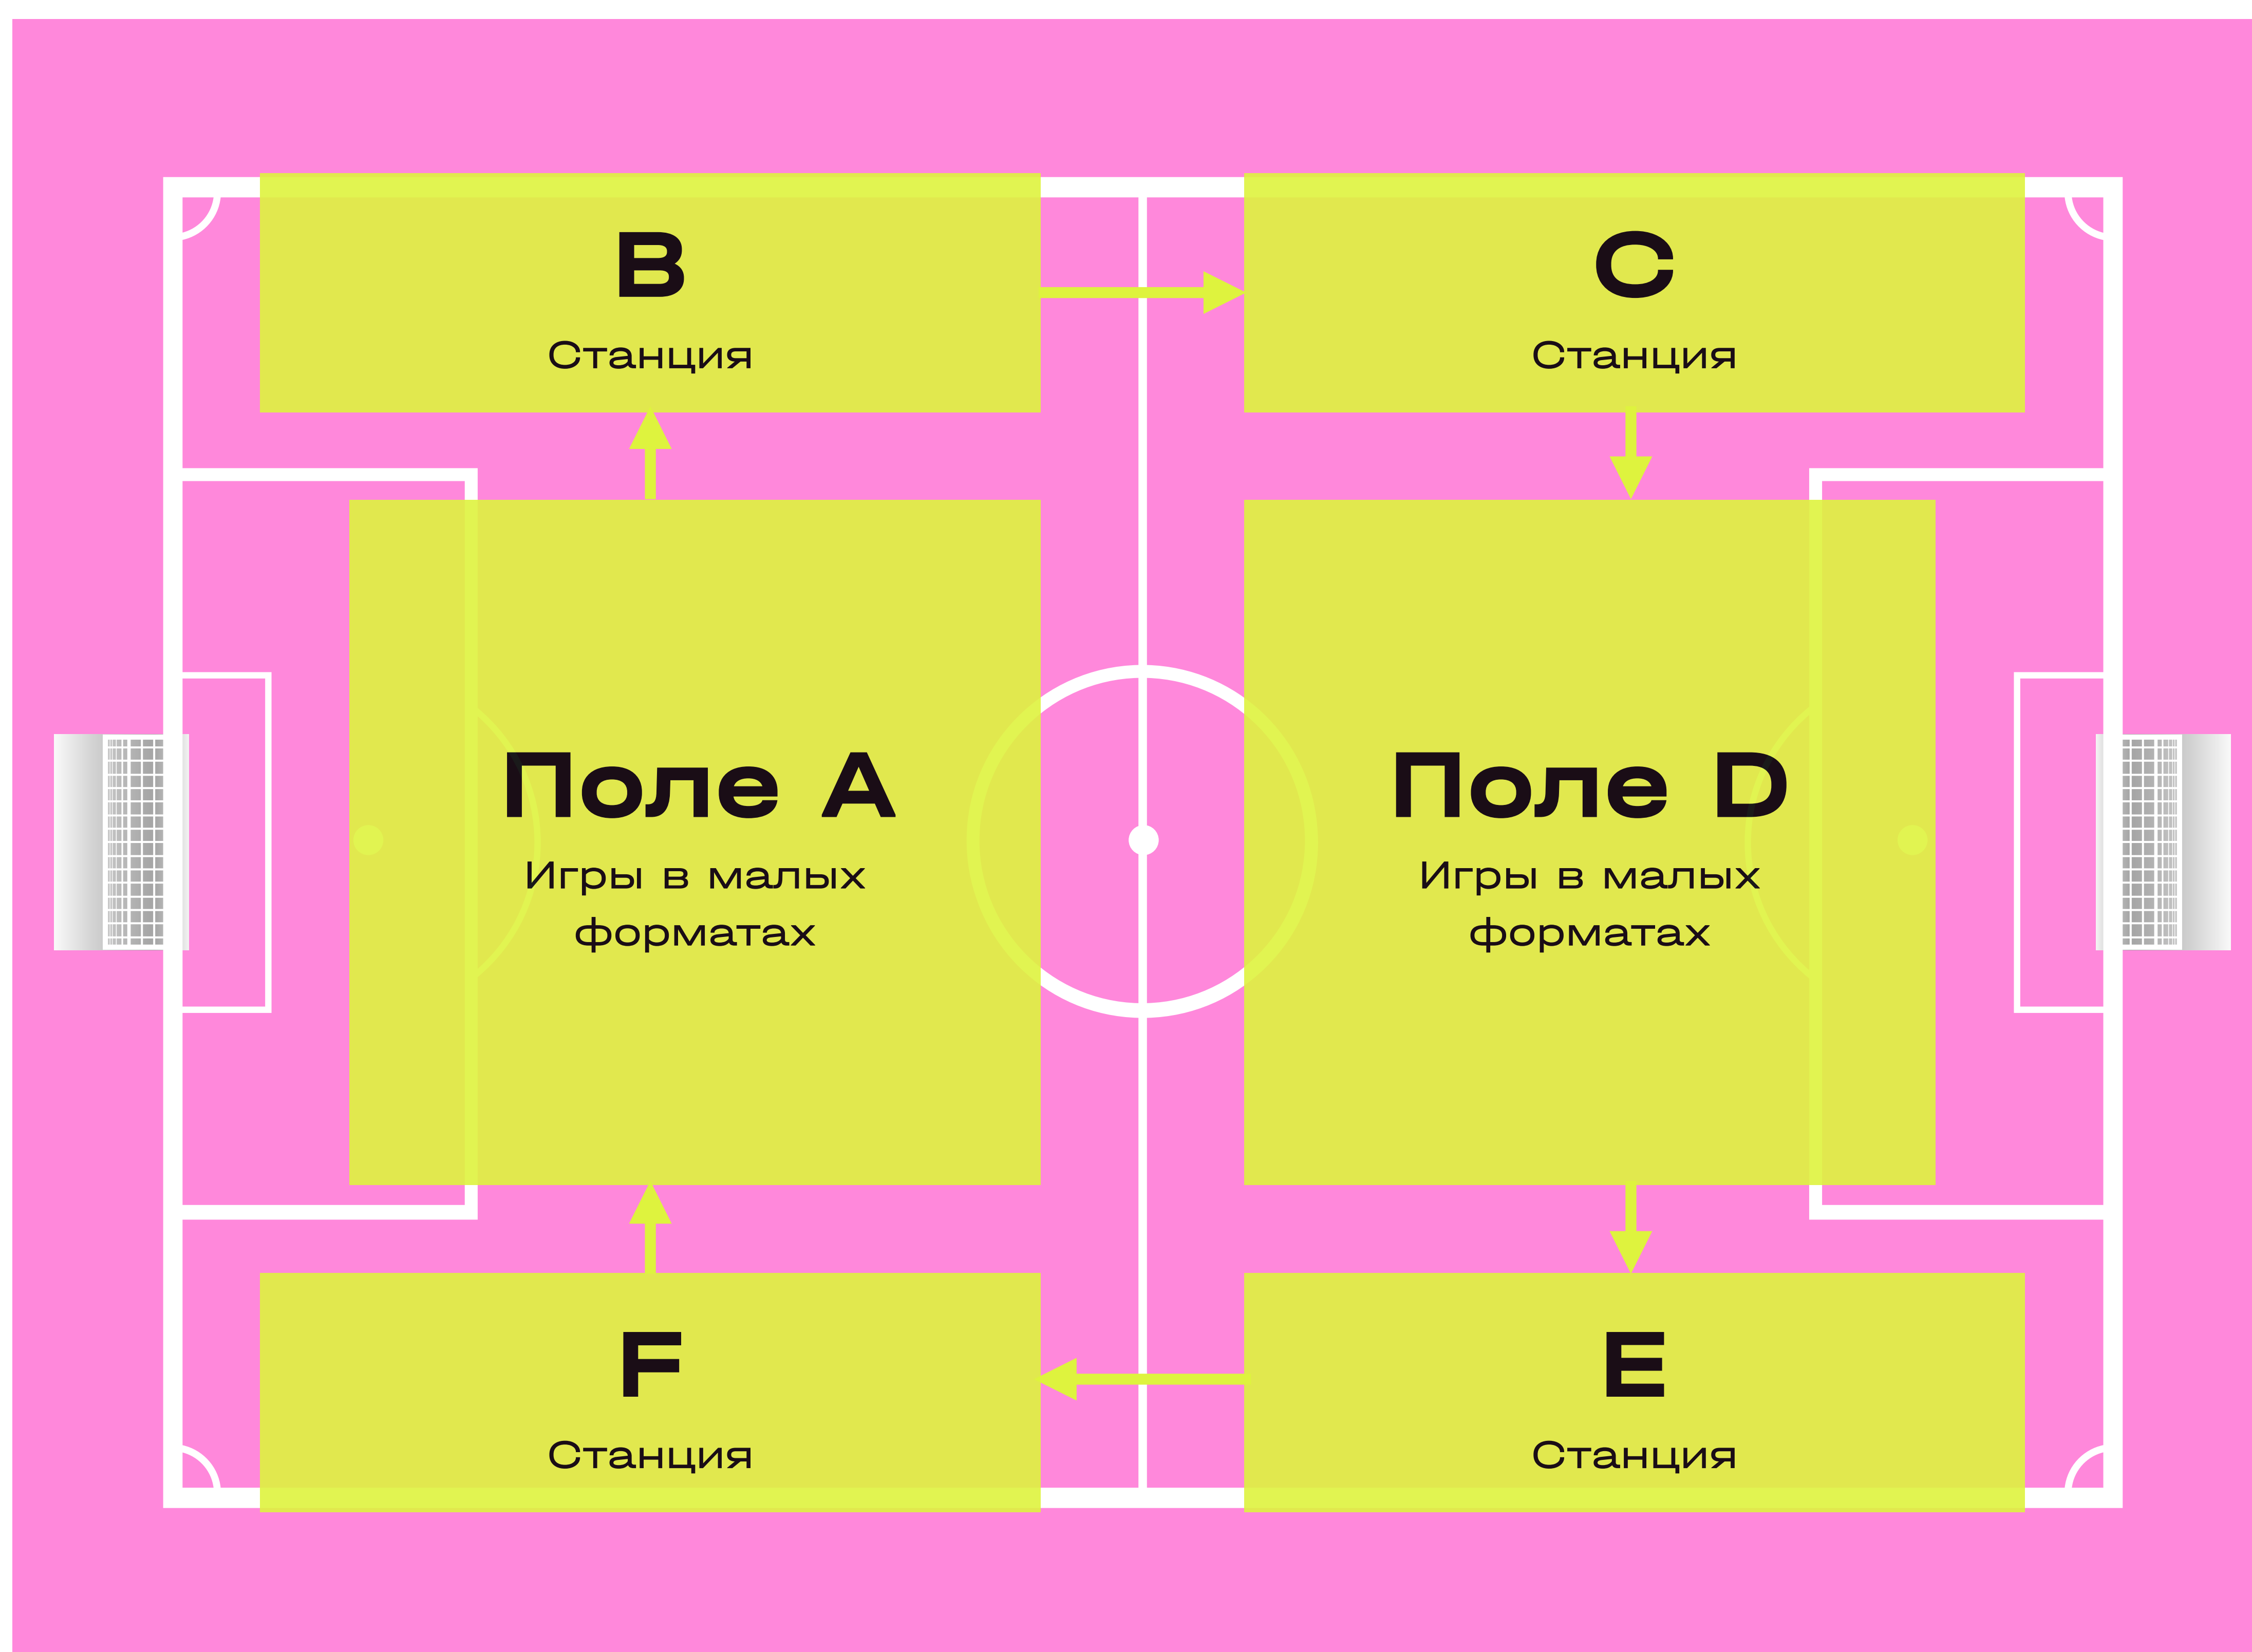 B
Станция
C
Станция
Поле A
Игры в малых
форматах
Поле D
Игры в малых
форматах
F
Станция
E
Станция